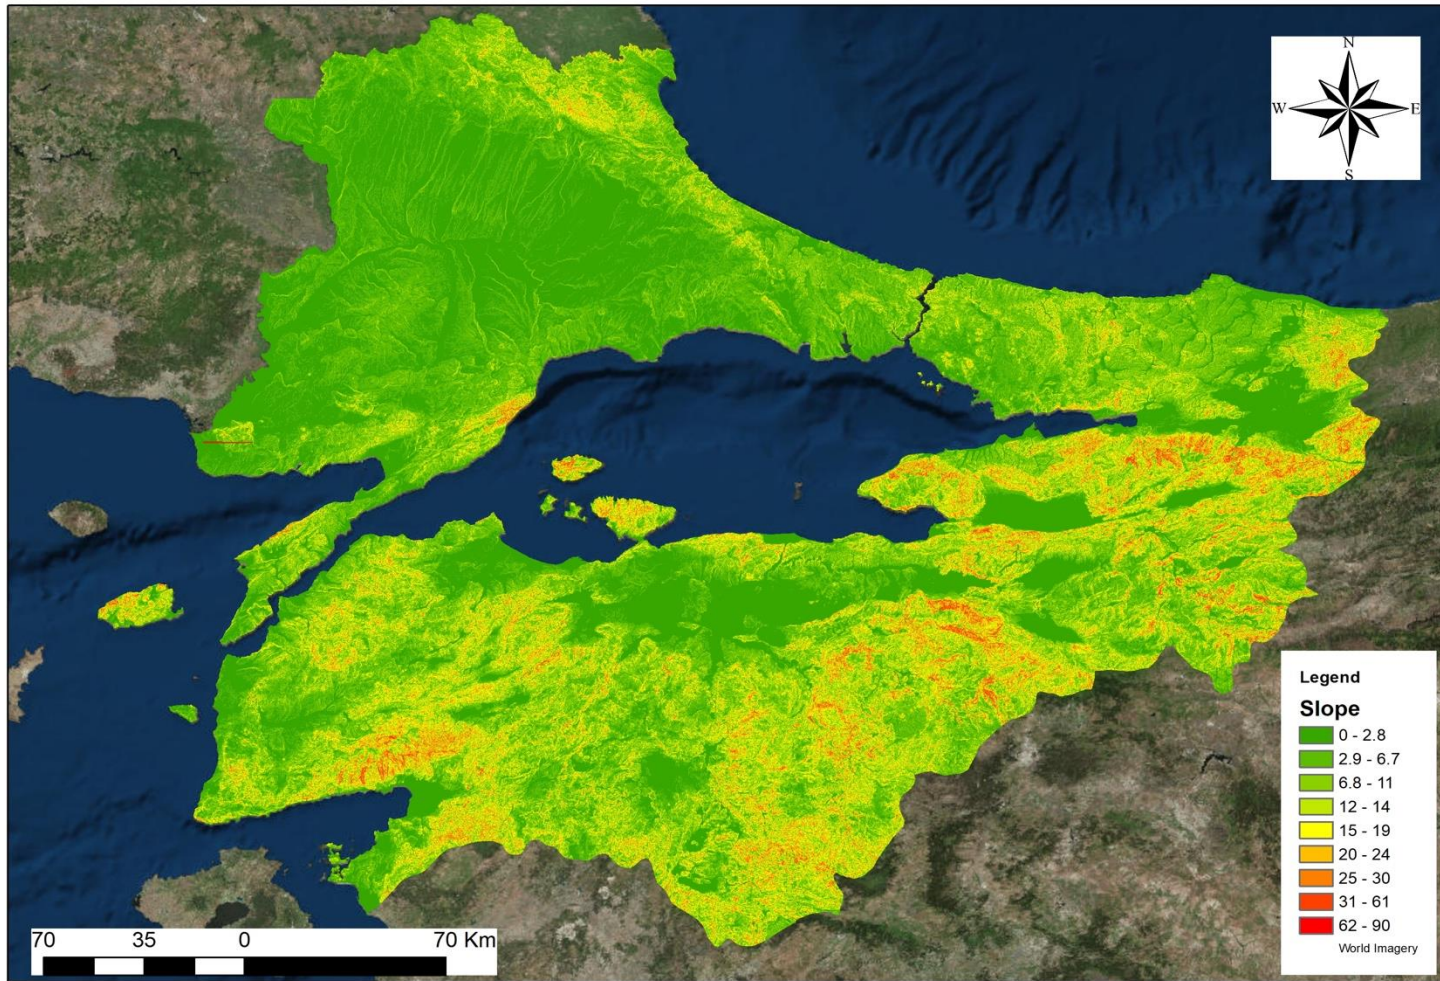 N
W E
S
Legend
Slope
0 - 2.8
2.9 - 6.7
6.8 - 11
12 - 14
15 - 19
20 - 24
25 - 30
31 - 61
62 - 90
World Imagery
70 35 0 70 Km